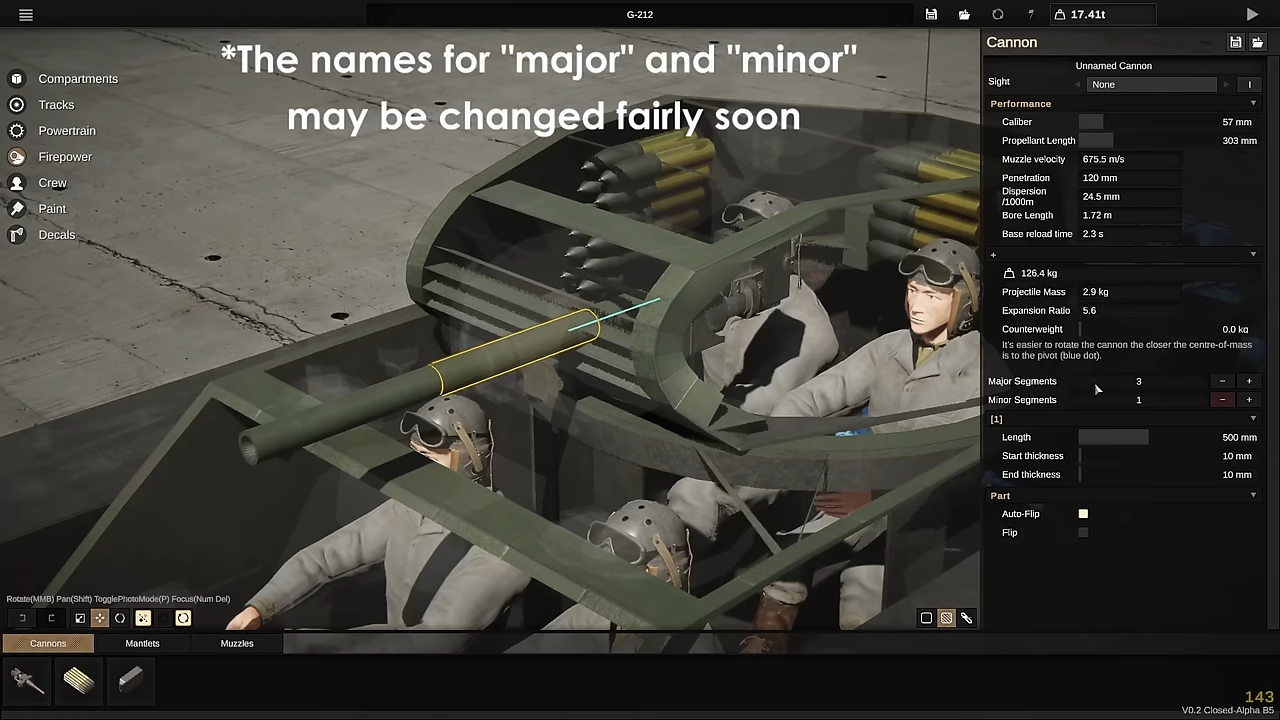 G-212
17.41t
*The names for "major" and "minor"
may be changed fairly soon
Compartments
Tracks
Powertrain
Firepower
Crew
Paint
Decals
Cannon
Unnamed Cannon
Sight None
Performance
Caliber 57 mm
Propellant Length 303 mm
Muzzle velocity 675.5 m/s
Penetration 120 mm
Dispersion
/1000m 24.5 mm
Bore Length 1.72 m
Base reload time 2.3 s
+
126.4 kg
Projectile Mass 2.9 kg
Expansion Ratio 5.6
Counterweight 0.0 kg
It's easier to rotate the cannon the closer the centre-of-mass
is to the pivot (blue dot).
Major Segments 3 - +
Minor Segments 1 - +
[1]
Length 500 mm
Start thickness 10 mm
End thickness 10 mm
Part
Auto-Flip
Flip
Rotate(MMB) Pan(Shift) TogglePhotoMode(P) Focus(Num Del)
Cannons Mantlets Muzzles
143
V0.2 Closed-Alpha B5